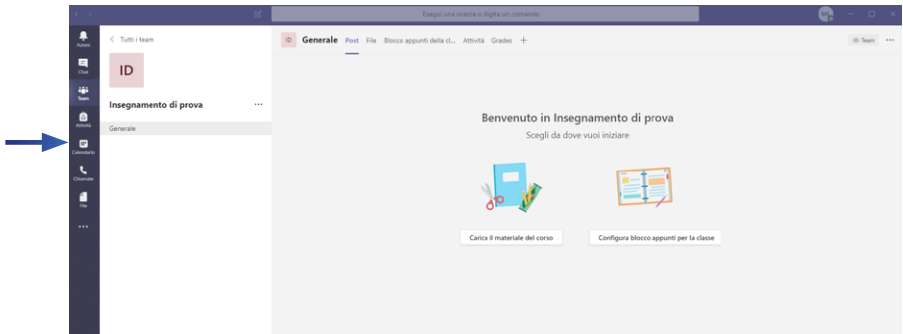 Esegui una ricerca o digita un comando
Azioni
Chat
Team
Attività
Calendario
Chiamate
File
Tutti i team
ID
Insegnamento di prova
Generale
ID Generale Post File Blocco appunti della cl... Attività Grades +
Team
Benvenuto in Insegnamento di prova
Scegli da dove vuoi iniziare
Carica il materiale del corso
Configura blocco appunti per la classe